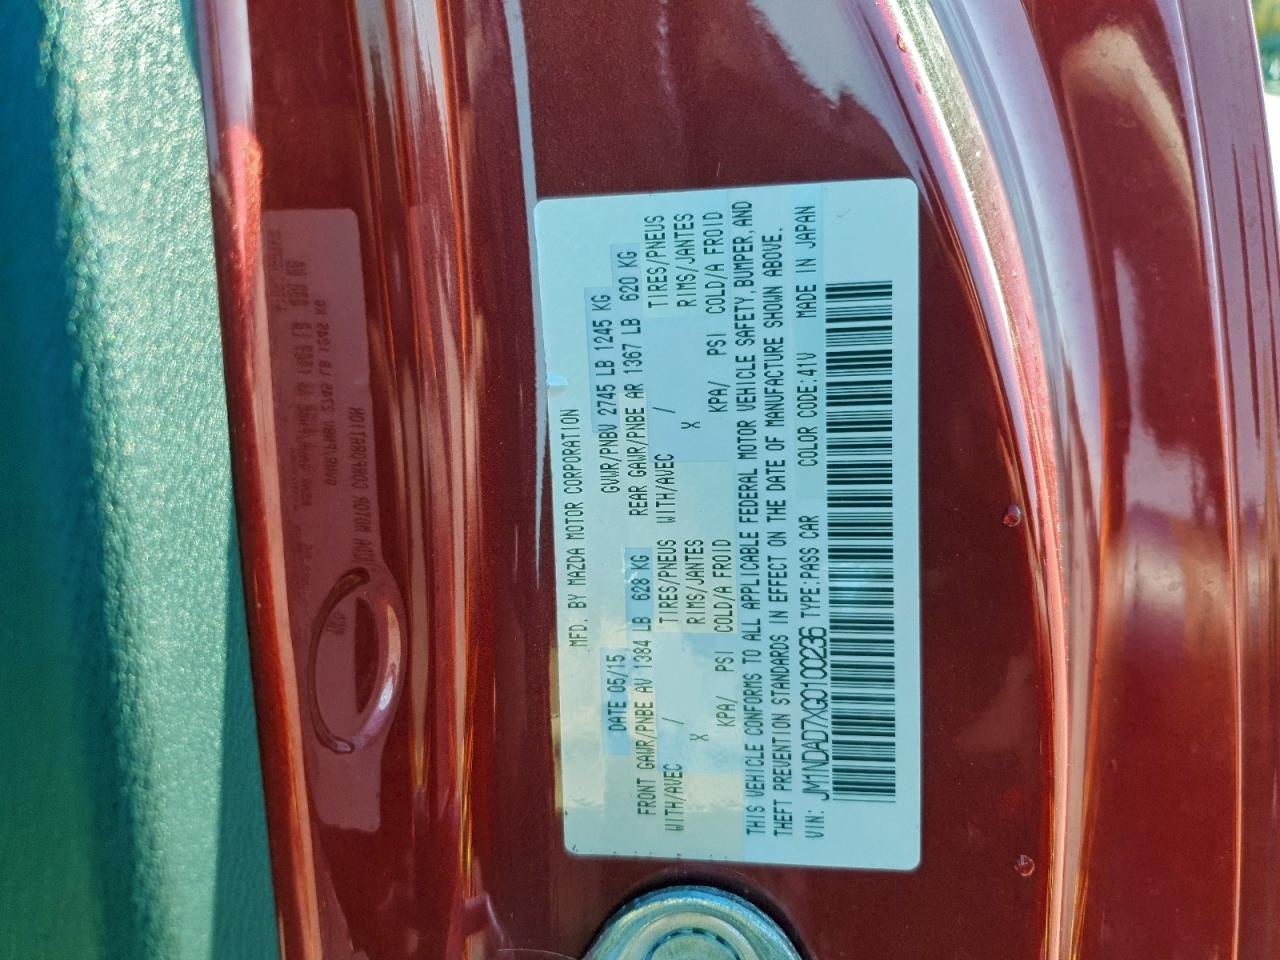 MFD. BY MAZDA MOTOR CORPORATION
DATE 05/15 GVWR/PNBV 2745 LB 1245 KG
FRONT GAWR/PNBE AV 1384 LB 628 KG REAR GAWR/PNBE AR 1367 LB 620 KG
WITH/AVEC / TIRES/PNEUS WITH/AVEC / TIRES/PNEUS
X RIMS/JANTES X RIMS/JANTES
KPA/ PSI COLD/A FROID KPA/ PSI COLD/A FROID
THIS VEHICLE CONFORMS TO ALL APPLICABLE FEDERAL MOTOR VEHICLE SAFETY, BUMPER, AND
THEFT PREVENTION STANDARDS IN EFFECT ON THE DATE OF MANUFACTURE SHOWN ABOVE.
VIN: JM1NDAD7XG0100236 TYPE:PASS CAR COLOR CODE:41V MADE IN JAPAN